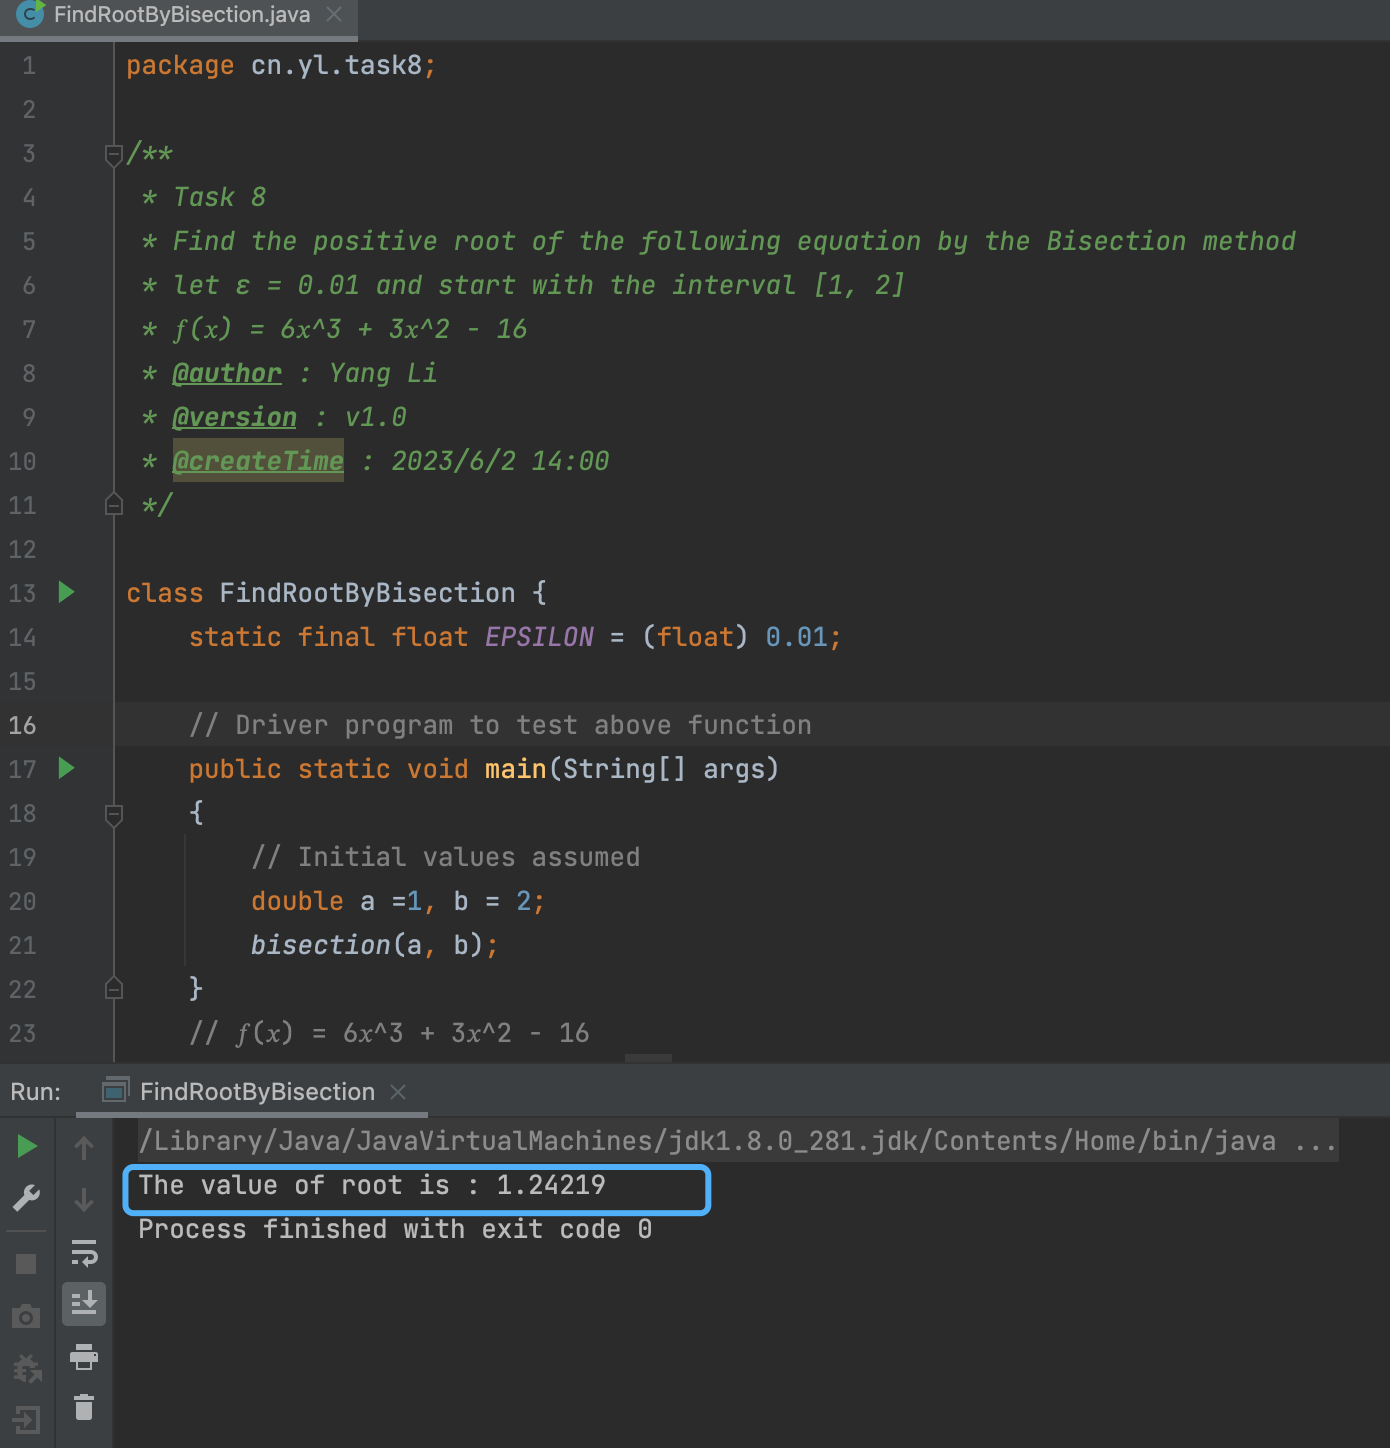 FindRootByBisection.java
1 package cn.yl.task8;
2
3 /**
4 * Task 8
5 * Find the positive root of the following equation by the Bisection method
6 * let ε = 0.01 and start with the interval [1, 2]
7 * 𝑓(𝑥) = 6𝑥^3 + 3𝑥^2 - 16
8 * @author : Yang Li
9 * @version : v1.0
10 * @createTime : 2023/6/2 14:00
11 */
12
13 class FindRootByBisection {
14 static final float EPSILON = (float) 0.01;
15
16 // Driver program to test above function
17 public static void main(String[] args)
18 {
19 // Initial values assumed
20 double a =1, b = 2;
21 bisection(a, b);
22 }
23 // 𝑓(𝑥) = 6𝑥^3 + 3𝑥^2 - 16
Run: FindRootByBisection
/Library/Java/JavaVirtualMachines/jdk1.8.0_281.jdk/Contents/Home/bin/java ...
The value of root is : 1.24219
Process finished with exit code 0